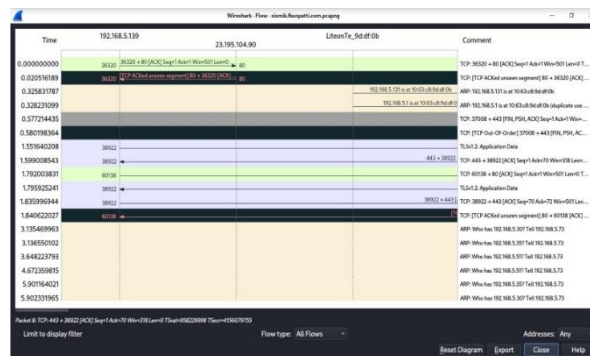 Wireshark - Flow - sismik.fkonpatti.com.pcapng
Time 192.168.5.139 23.195.104.90 LiteonTe_9d:df:0b Comment
0.000000000 36320 36320 → 80 [ACK] Seq=1 Ack=1 Win=501 Len=0 80 TCP: 36320 → 80 [ACK] Seq=1 Ack=1 Win=501 Len=0 T...
0.020516189 36320 [TCP ACKed unseen segment] 80 → 36320 [ACK]... 80 TCP: [TCP ACKed unseen segment] 80 → 36320 [ACK]...
0.325831787 192.168.5.131 is at 10:63:c8:9d:df:0b ARP: 192.168.5.131 is at 10:63:c8:9d:df:0b
0.328231099 192.168.5.1 is at 10:63:c8:9d:df:0 ARP: 192.168.5.1 is at 10:63:c8:9d:df:0b (duplicate use...
0.577214435 TCP: 37008 → 443 [FIN, PSH, ACK] Seq=1 Ack=1 Win=...
0.580198364 TCP: [TCP Out-Of-Order] 37008 → 443 [FIN, PSH, AC...
1.551640208 38922 TLSv1.2: Application Data
1.599008543 38922 443 → 38922 TCP: 443 → 38922 [ACK] Seq=1 Ack=70 Win=318 Len=...
1.792003831 60138 TCP: 60138 → 80 [ACK] Seq=1 Ack=1 Win=501 Len=0 T...
1.795925241 38922 TLSv1.2: Application Data
1.835996944 38922 38922 → 443 [ TCP: 38922 → 443 [ACK] Seq=70 Ack=72 Win=501 Len...
1.840622027 60138 TCP: [TCP ACKed unseen segment] 80 → 60138 [ACK]...
3.135469963 ARP: Who has 192.168.5.30? Tell 192.168.5.73
3.136550102 ARP: Who has 192.168.5.35? Tell 192.168.5.73
3.648223793 ARP: Who has 192.168.5.51? Tell 192.168.5.73
4.672359815 ARP: Who has 192.168.5.51? Tell 192.168.5.73
5.901164021 ARP: Who has 192.168.5.30? Tell 192.168.5.73
5.902331965 ARP: Who has 192.168.5.35? Tell 192.168.5.73
Packet 8: TCP: 443 → 38922 [ACK] Seq=1 Ack=70 Win=318 Len=0 TSval=958229998 TSecr=4156079755
Limit to display filter Flow type: All Flows Addresses: Any
Reset Diagram Export Close Help